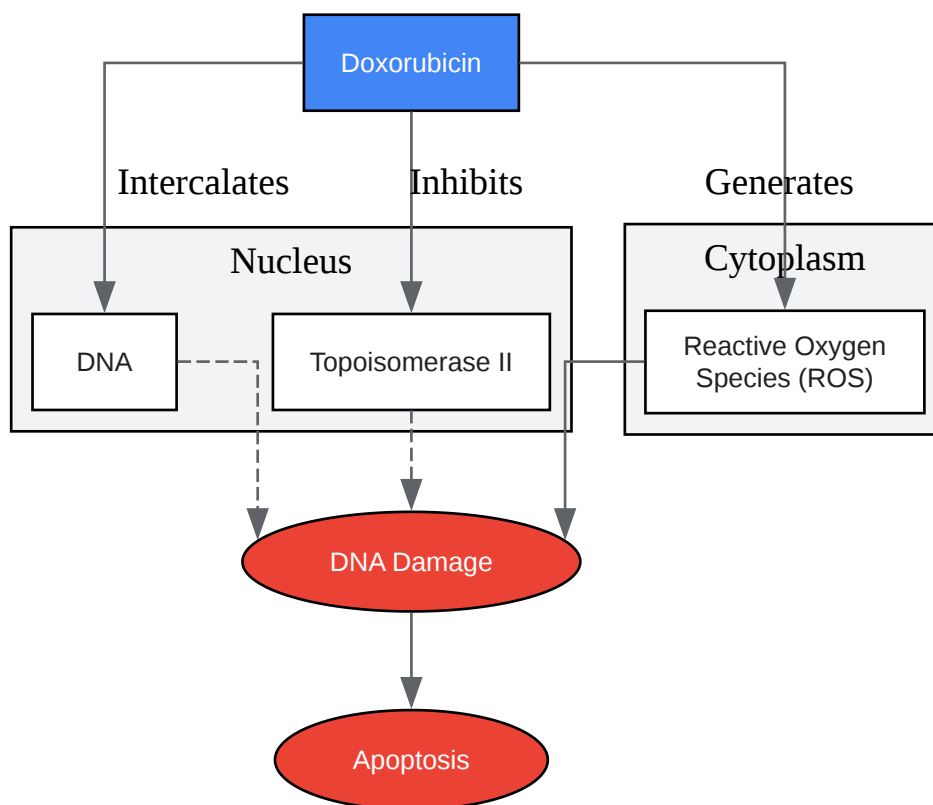 Doxorubicin
Intercalates
Inhibits
Generates
Nucleus
Cytoplasm
DNA
Topoisomerase II
Reactive Oxygen
Species (ROS)
DNA Damage
Apoptosis